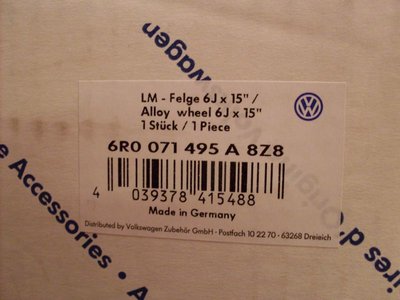 LM - Felge 6J x 15" /
Alloy wheel 6J x 15"
1 Stück / 1 Piece
6R0 071 495 A 8Z8
4 039378 415488
Made in Germany
Distributed by Volkswagen Zubehör GmbH - Postfach 10 22 70 - 63268 Dreieich
Accessories